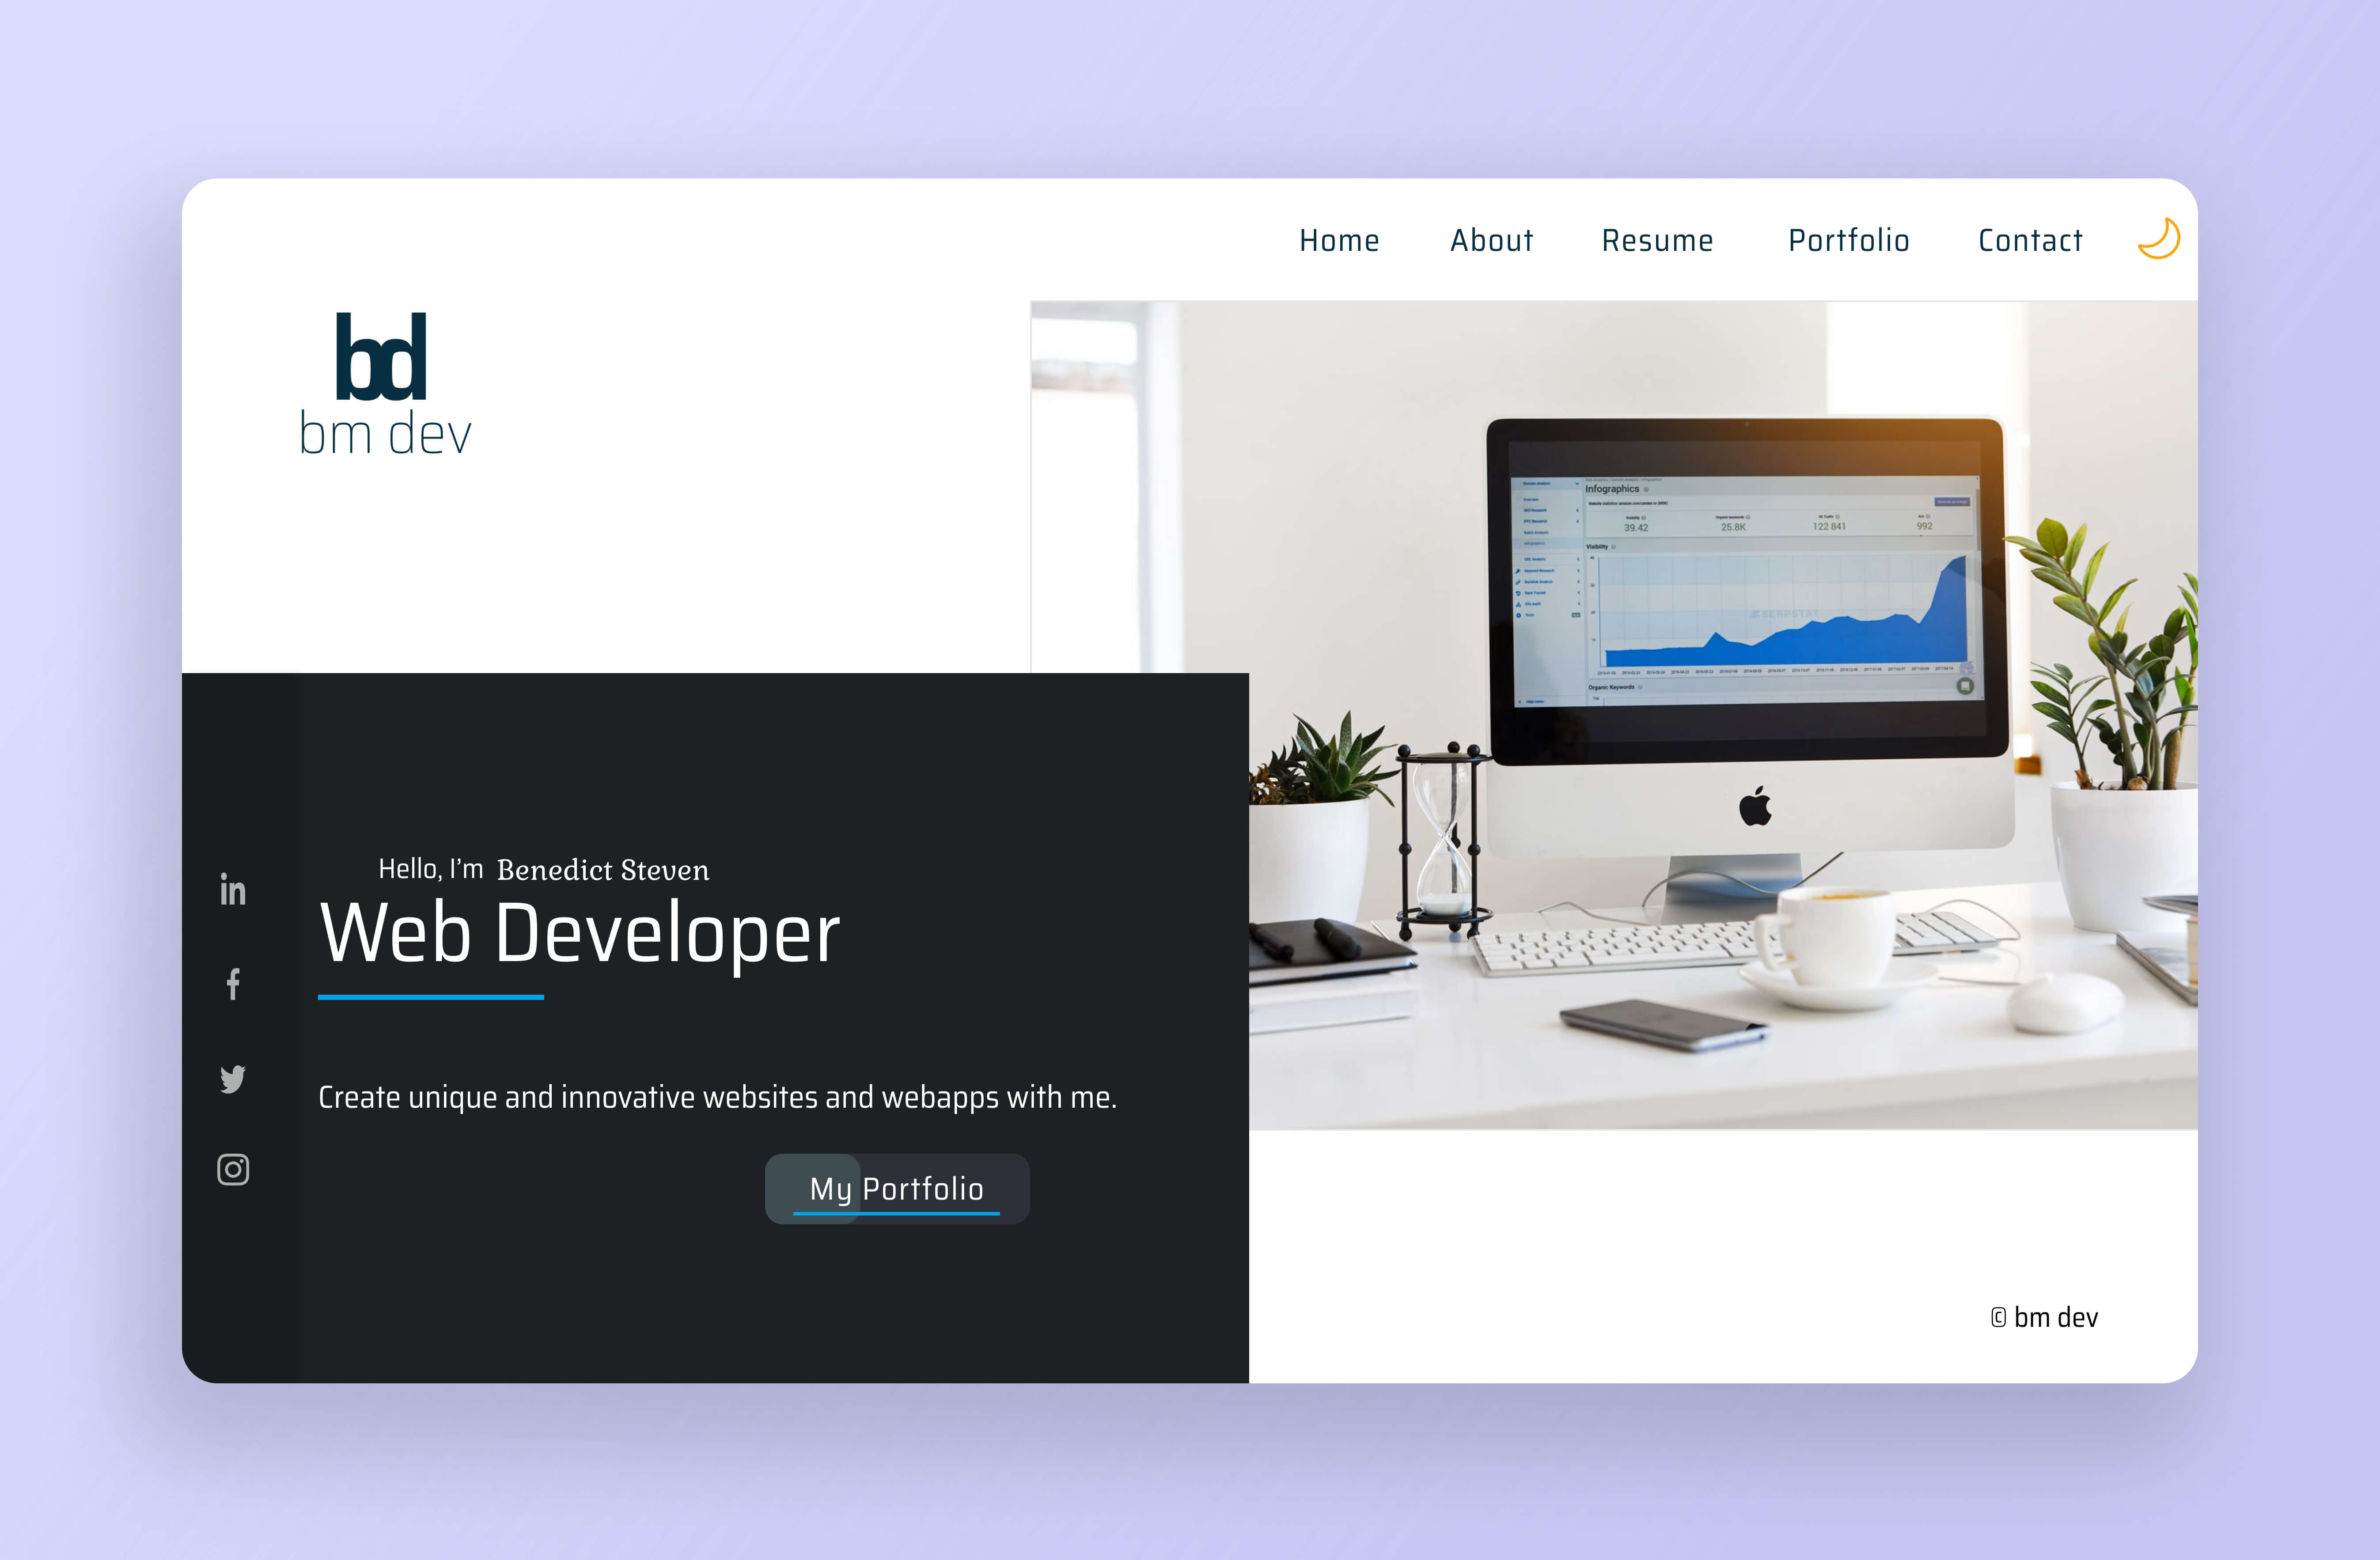 Home About Resume Portfolio Contact
bd
bm dev
Infographics
39.42 25.8K 122 841 992
Visibility
SERPSTAT
Organic Keywords
Hello, I'm Benedict Steven
Web Developer
in
f
Create unique and innovative websites and webapps with me.
My Portfolio
© bm dev